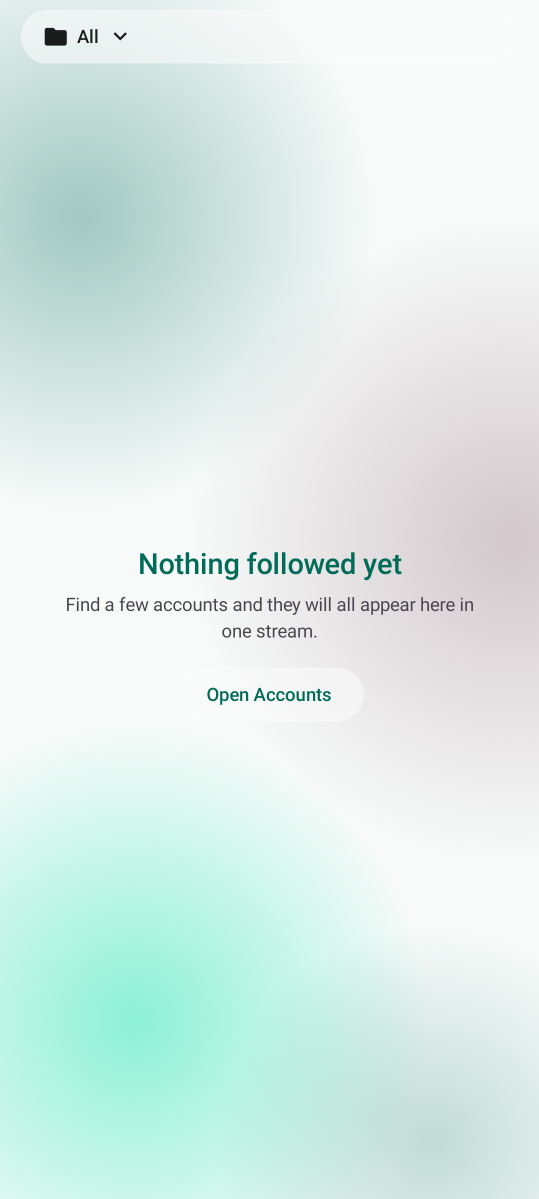 All
Nothing followed yet
Find a few accounts and they will all appear here in
one stream.
Open Accounts